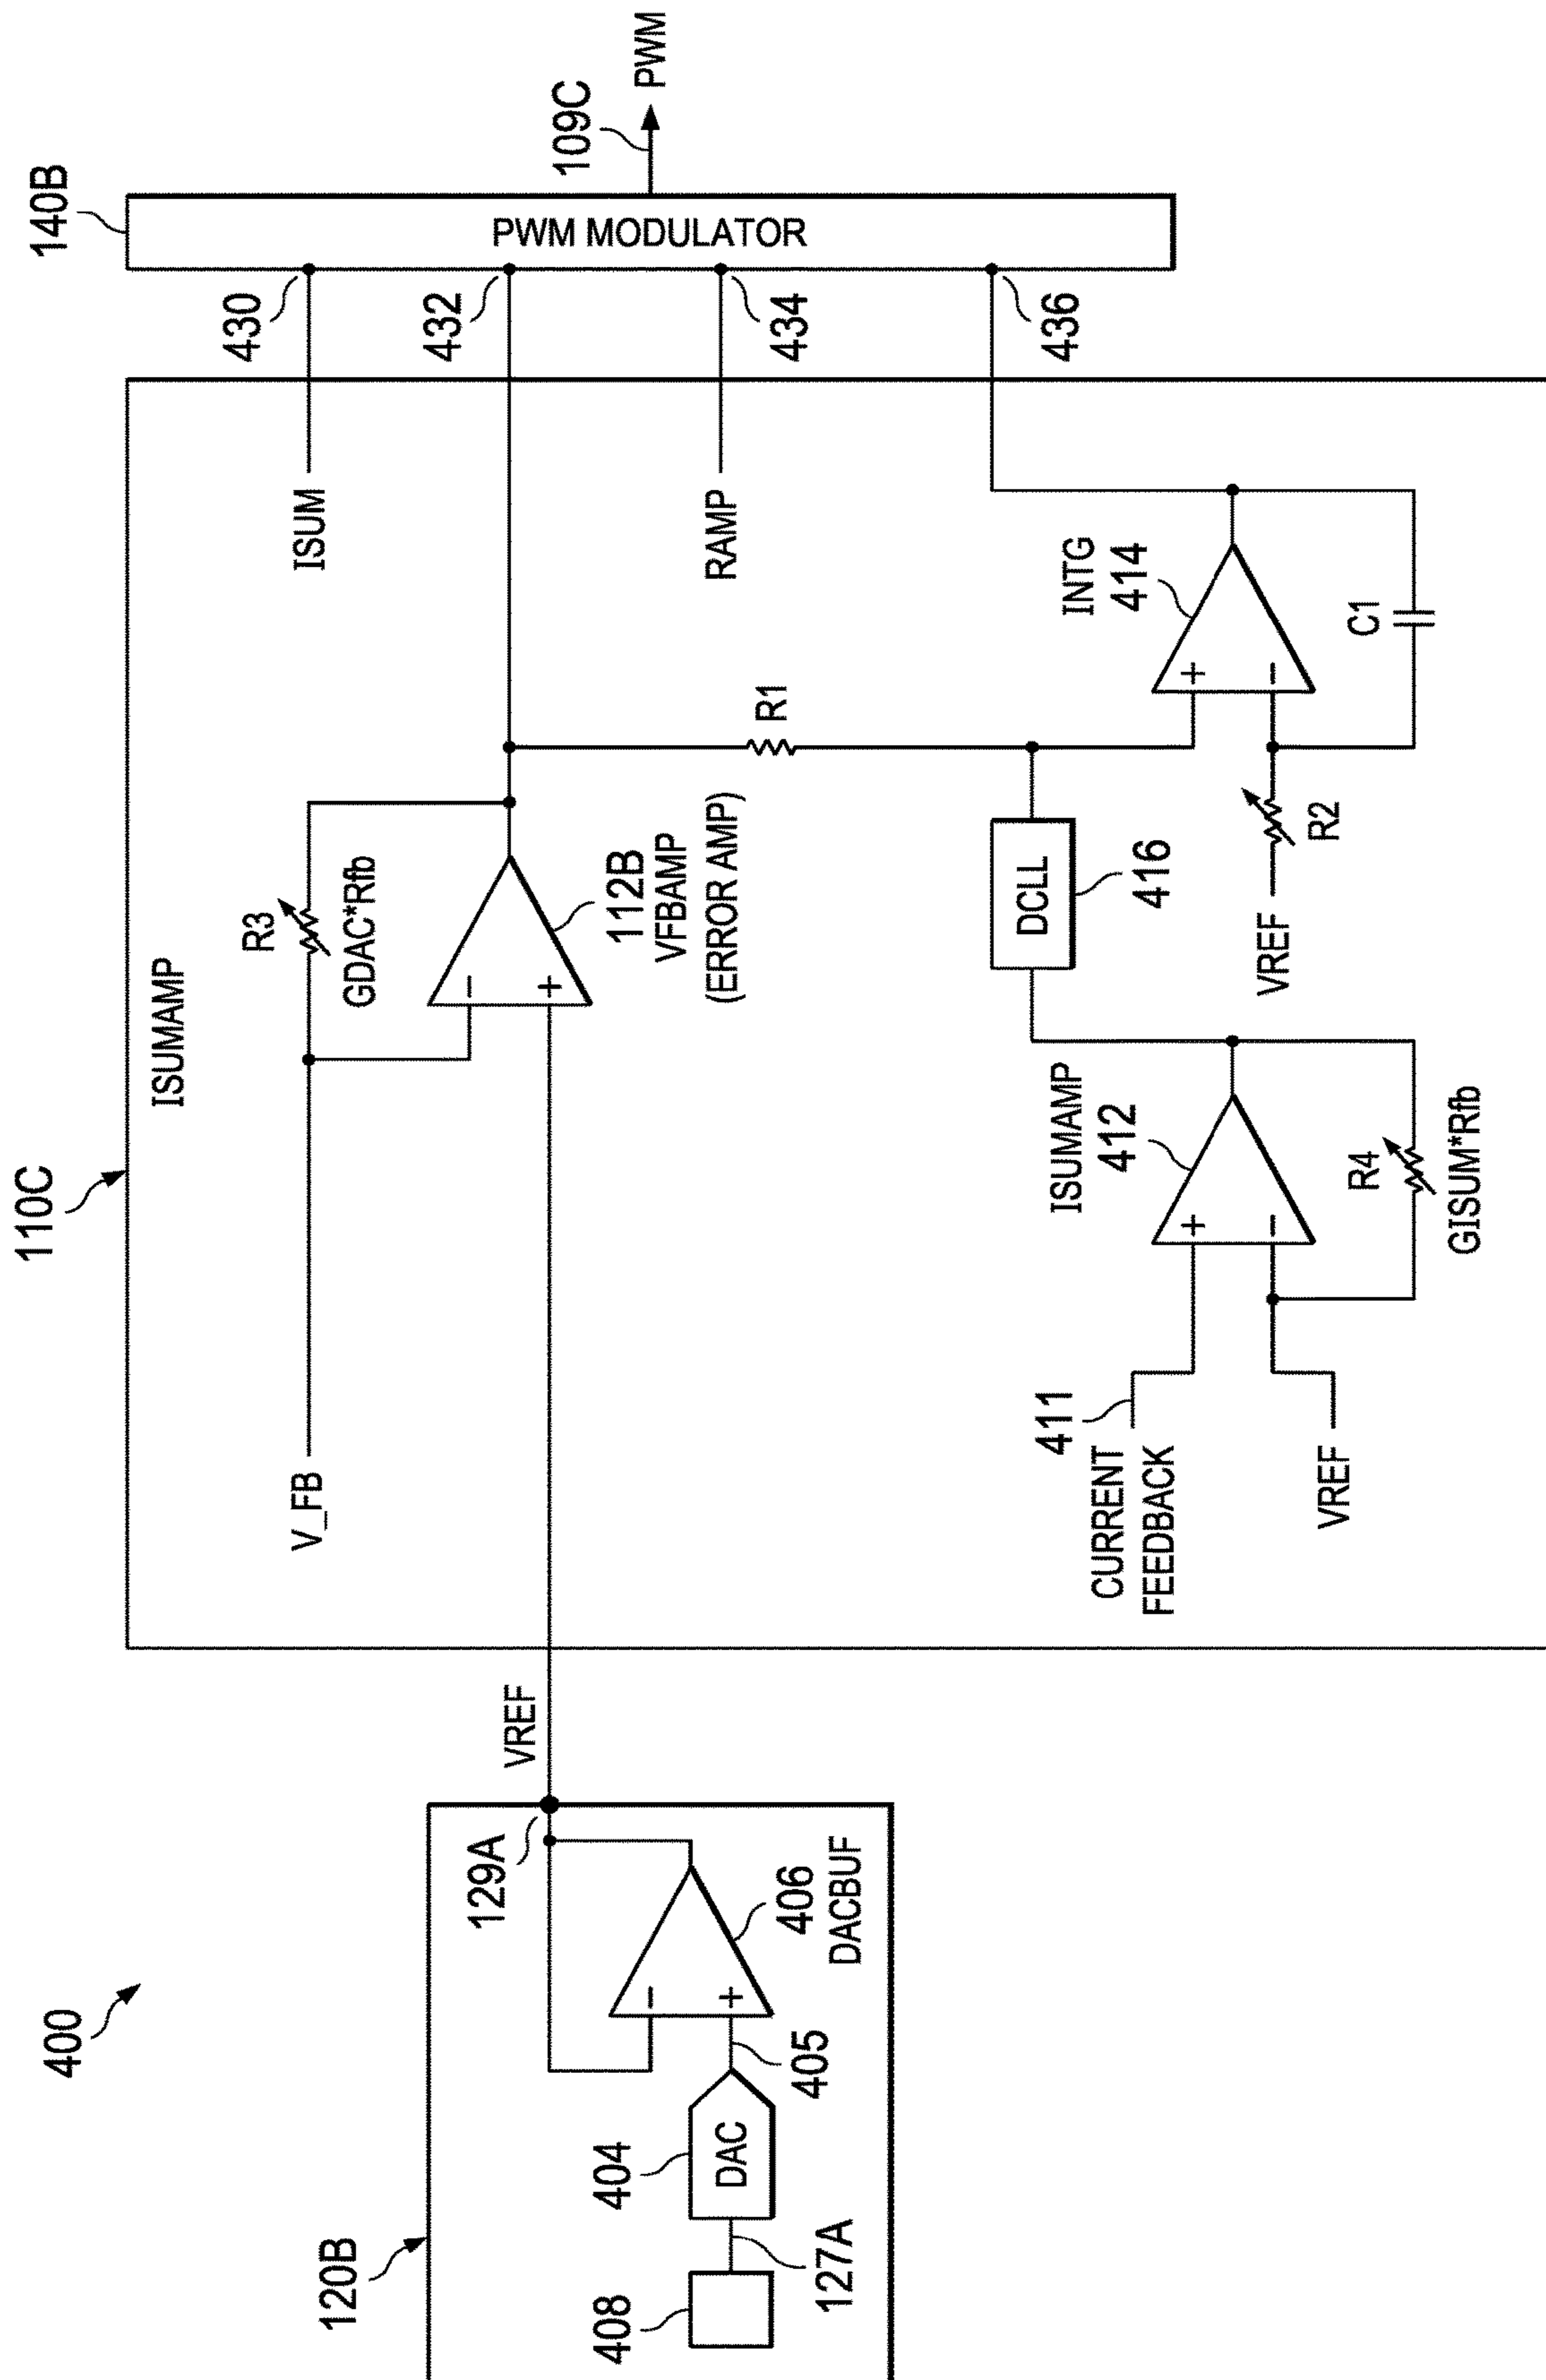 400
120B
408
127A
404
DAC
405
406
DACBUF
-
+
129A
VREF
110C
ISUMAMP
V_FB
R3
GDAC*Rfb
-
+
112B
VFBAMP
(ERROR AMP)
ISUM
RAMP
R1
CURRENT
FEEDBACK
411
VREF
ISUMAMP
412
+
-
R4
GISUM*Rfb
DCLL
416
VREF
R2
INTG
414
+
-
C1
430
432
434
436
140B
PWM MODULATOR
109C
PWM